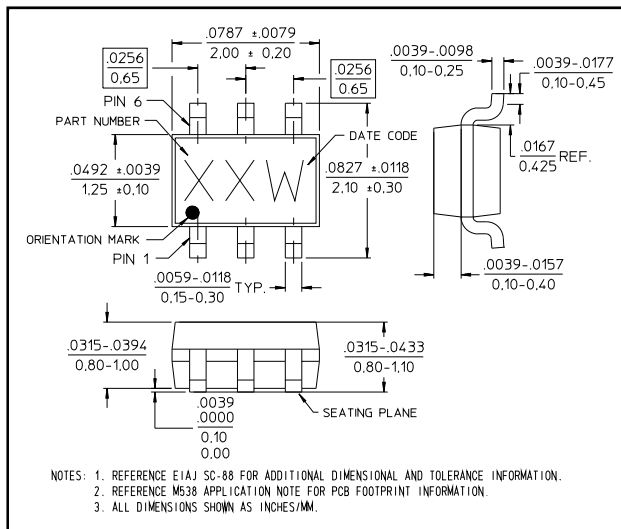 .0787 ±.0079
2,00 ± 0,20
.0256
0.65
.0256
0.65
.0039-.0098
0,10-0,25
.0039-.0177
0,10-0,45
PIN 6
PART NUMBER
DATE CODE
.0492 ±.0039
1,25 ±0,10
XXW
.0827 ±.0118
2,10 ±0,30
.0167
0,425 REF.
ORIENTATION MARK
PIN 1
.0059-.0118
0,15-0,30 TYP.
.0039-.0157
0,10-0,40
.0315-.0394
0,80-1,00
.0315-.0433
0,80-1,10
.0039
.0000
0,10
0,00
SEATING PLANE
NOTES: 1. REFERENCE EIAJ SC-88 FOR ADDITIONAL DIMENSIONAL AND TOLERANCE INFORMATION.
2. REFERENCE M538 APPLICATION NOTE FOR PCB FOOTPRINT INFORMATION.
3. ALL DIMENSIONS SHOWN AS INCHES/MM.